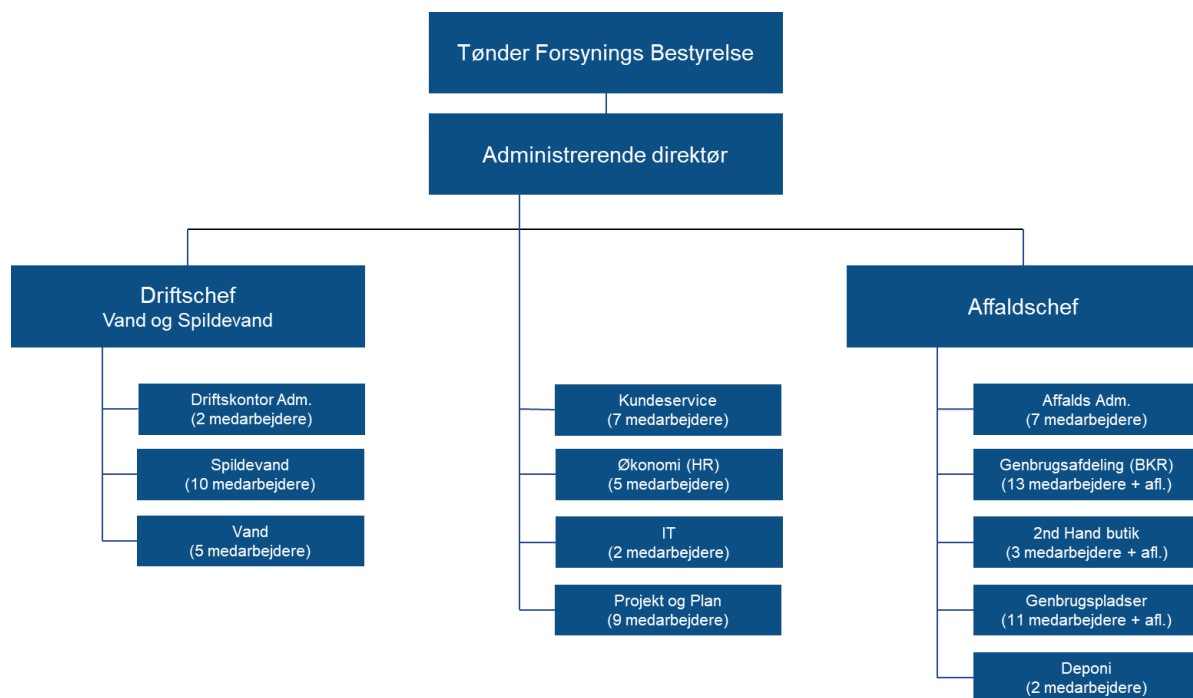 Tønder Forsynings Bestyrelse
Administrerende direktør
Driftschef
Vand og Spildevand
Driftskontor Adm.
(2 medarbejdere)
Spildevand
(10 medarbejdere)
Vand
(5 medarbejdere)
Kundeservice
(7 medarbejdere)
Økonomi (HR)
(5 medarbejdere)
IT
(2 medarbejdere)
Projekt og Plan
(9 medarbejdere)
Affaldschef
Affalds Adm.
(7 medarbejdere)
Genbrugsafdeling (BKR)
(13 medarbejdere + afl.)
2nd Hand butik
(3 medarbejdere + afl.)
Genbrugspladser
(11 medarbejdere + afl.)
Deponi
(2 medarbejdere)